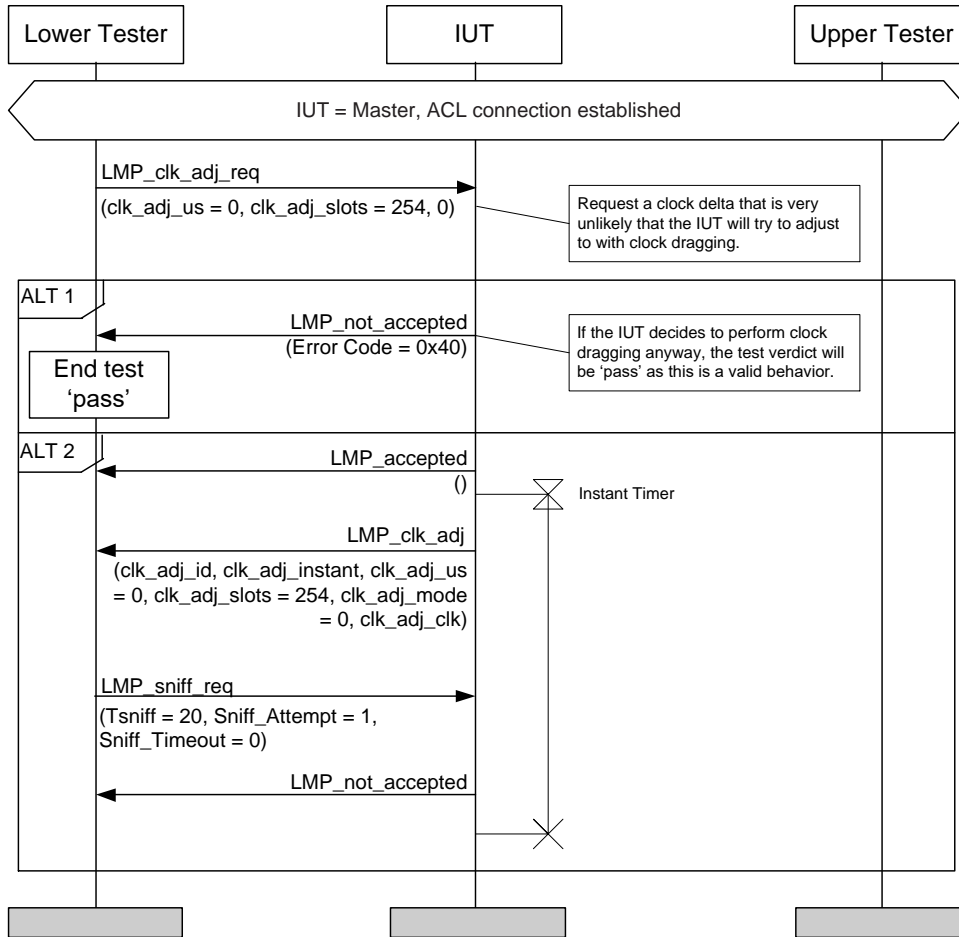 Lower Tester
IUT
Upper Tester
IUT = Master, ACL connection established
LMP_clk_adj_req
(clk_adj_us = 0, clk_adj_slots = 254, 0)
Request a clock delta that is very
unlikely that the IUT will try to adjust
to with clock dragging.
ALT 1
LMP_not_accepted
(Error Code = 0x40)
If the IUT decides to perform clock
dragging anyway, the test verdict will
be ‘pass’ as this is a valid behavior.
End test
‘pass’
ALT 2
LMP_accepted
()
Instant Timer
LMP_clk_adj
(clk_adj_id, clk_adj_instant, clk_adj_us
= 0, clk_adj_slots = 254, clk_adj_mode
= 0, clk_adj_clk)
LMP_sniff_req
(Tsniff = 20, Sniff_Attempt = 1,
Sniff_Timeout = 0)
LMP_not_accepted